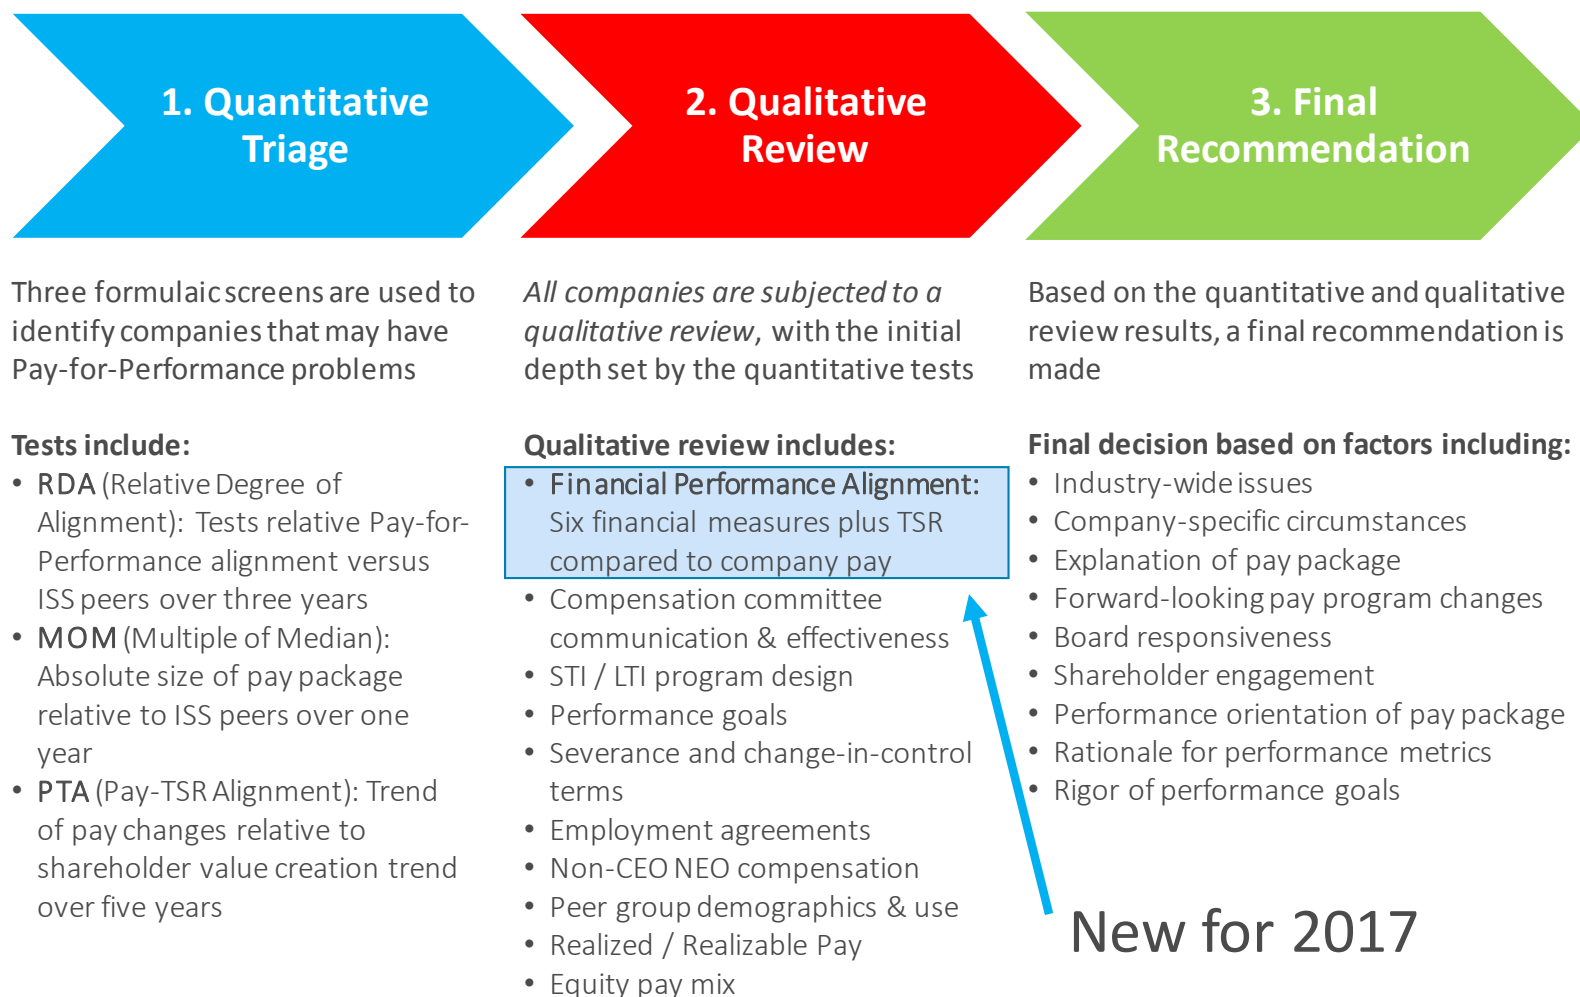 1. Quantitative
Triage
2. Qualitative
Review
3. Final
Recommendation
Three formulaic screens are used to
identify companies that may have
Pay-for-Performance problems
Tests include:
• RDA (Relative Degree of
Alignment): Tests relative Pay-for-
Performance alignment versus
ISS peers over three years
• MOM (Multiple of Median):
Absolute size of pay package
relative to ISS peers over one
year
• PTA (Pay-TSR Alignment): Trend
of pay changes relative to
shareholder value creation trend
over five years
All companies are subjected to a
qualitative review, with the initial
depth set by the quantitative tests
Qualitative review includes:
• Financial Performance Alignment:
Six financial measures plus TSR
compared to company pay
• Compensation committee
communication & effectiveness
• STI / LTI program design
• Performance goals
• Severance and change-in-control
terms
• Employment agreements
• Non-CEO NEO compensation
• Peer group demographics & use
• Realized / Realizable Pay
• Equity pay mix
Based on the quantitative and qualitative
review results, a final recommendation is
made
Final decision based on factors including:
• Industry-wide issues
• Company-specific circumstances
• Explanation of pay package
• Forward-looking pay program changes
• Board responsiveness
• Shareholder engagement
• Performance orientation of pay package
• Rationale for performance metrics
• Rigor of performance goals
New for 2017